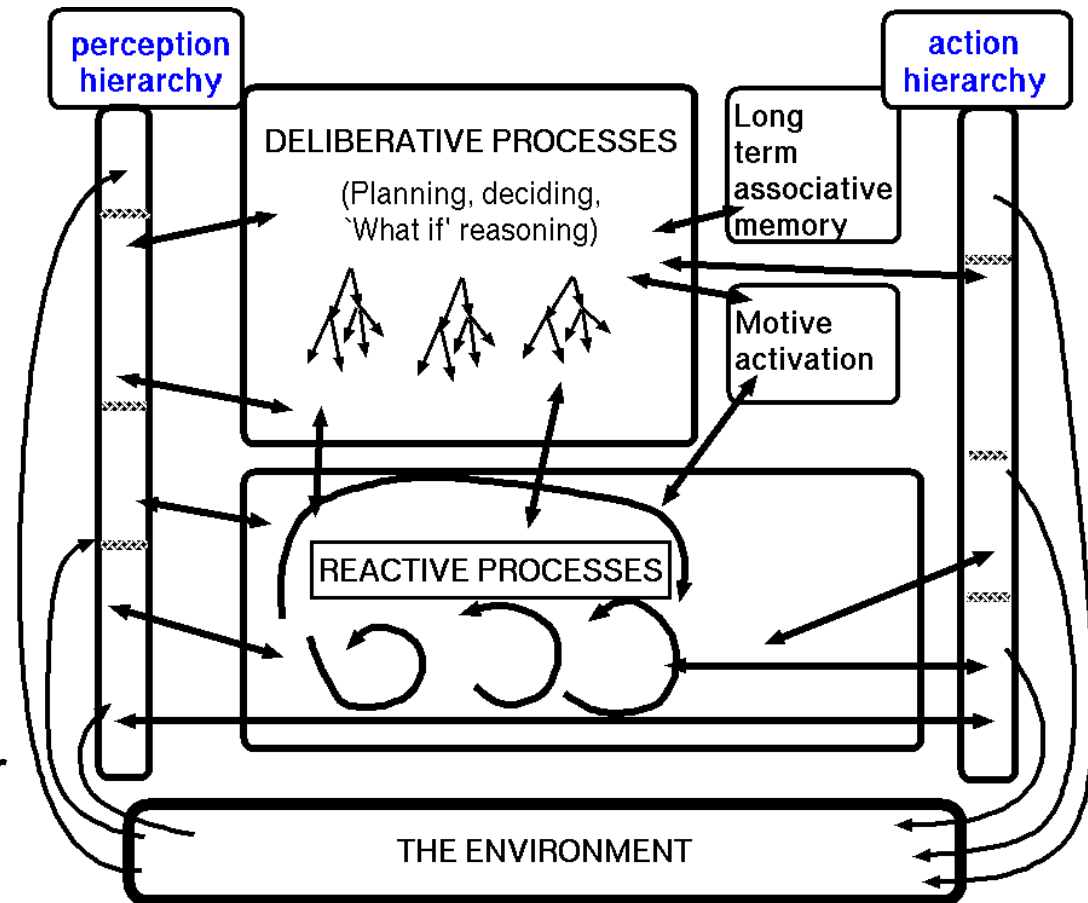 perception
hierarchy
action
hierarchy
DELIBERATIVE PROCESSES
(Planning, deciding,
`What if' reasoning)
Long
term
associative
memory
Motive
activation
REACTIVE PROCESSES
THE ENVIRONMENT